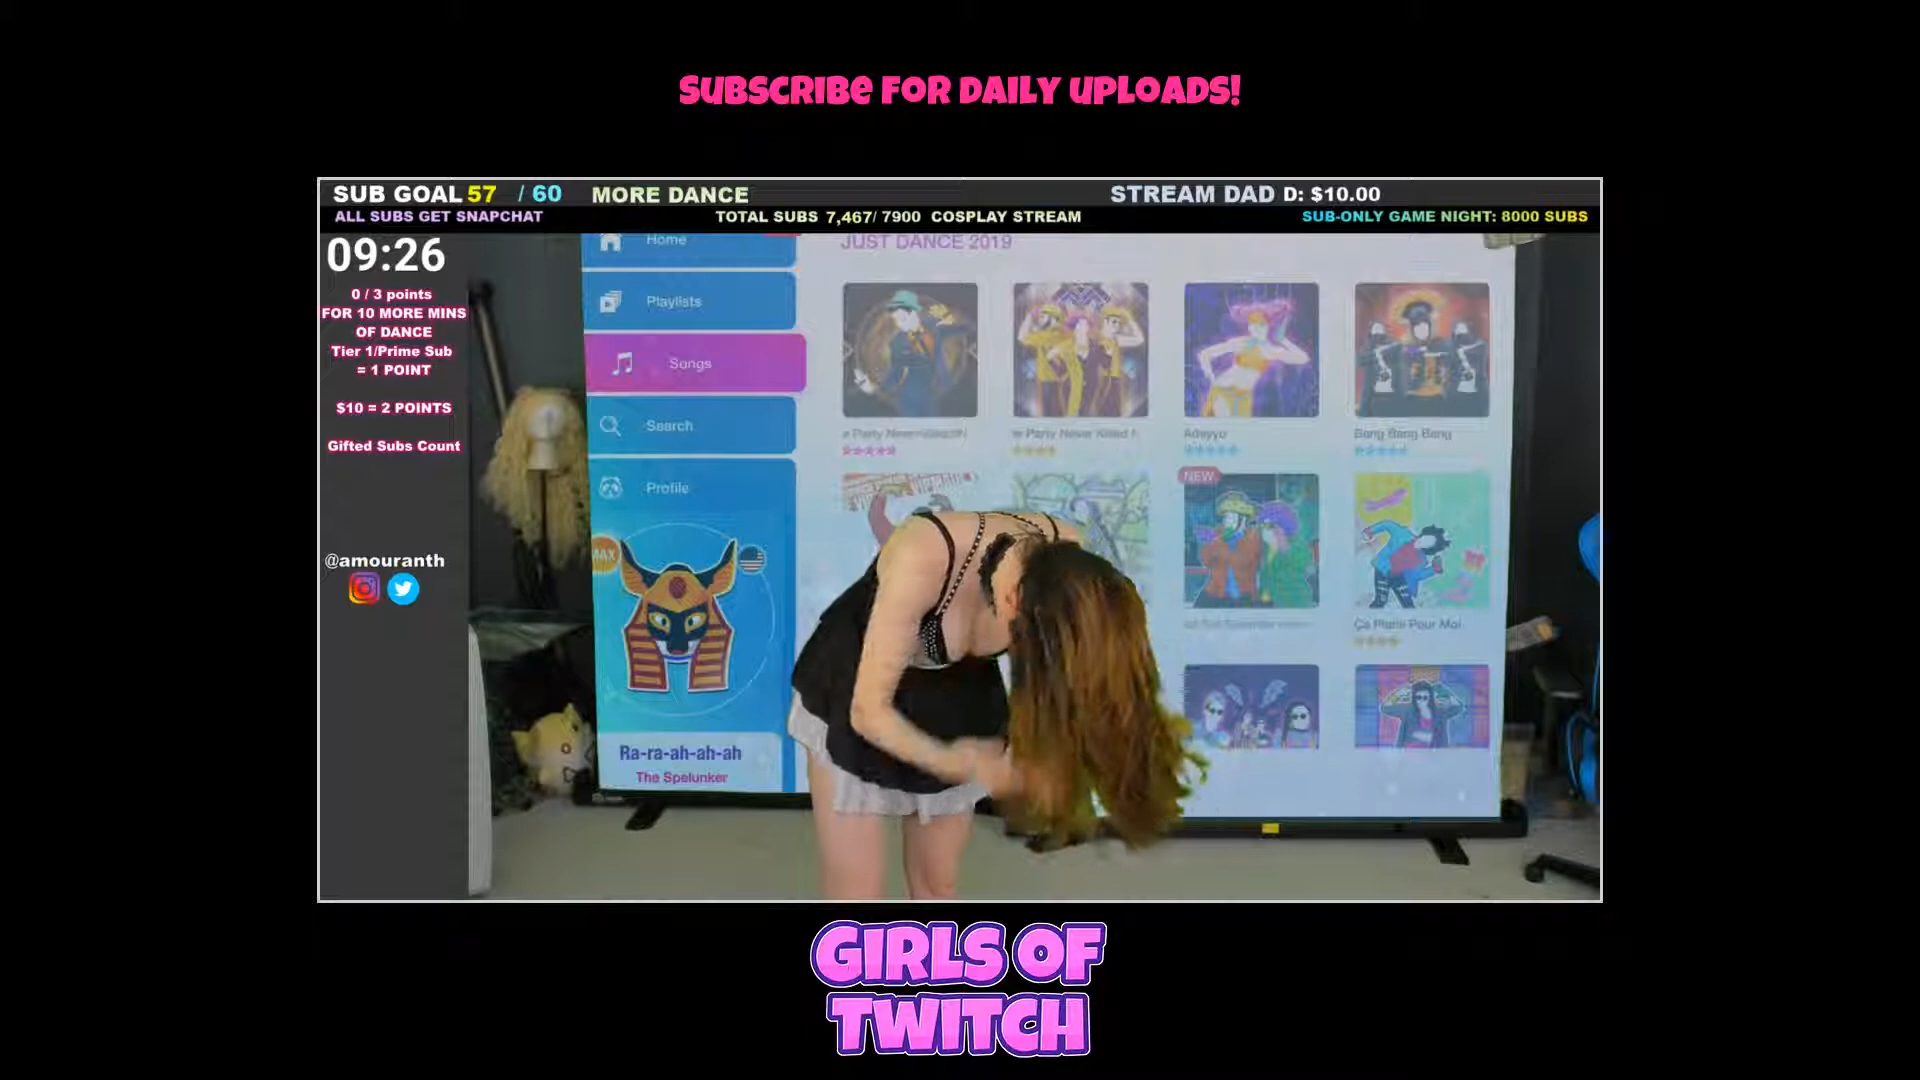 SUBSCRIBE FOR DAILY UPLOADS!
SUB GOAL 57 / 60 MORE DANCE STREAM DAD D: $10.00
ALL SUBS GET SNAPCHAT TOTAL SUBS 7,467/ 7900 COSPLAY STREAM SUB-ONLY GAME NIGHT: 8000 SUBS
09:26
0 / 3 points
FOR 10 MORE MINS
OF DANCE
Tier 1/Prime Sub
= 1 POINT
$10 = 2 POINTS
Gifted Subs Count
@amouranth
Home
Playlists
Songs
Search
Profile
MAX
Ra-ra-ah-ah-ah
The Spelunker
JUST DANCE 2019
Party Never Killed N
Adeyyo
Bang Bang Bang
NEW
Ça Plane Pour Moi
GIRLS OF
TWITCH